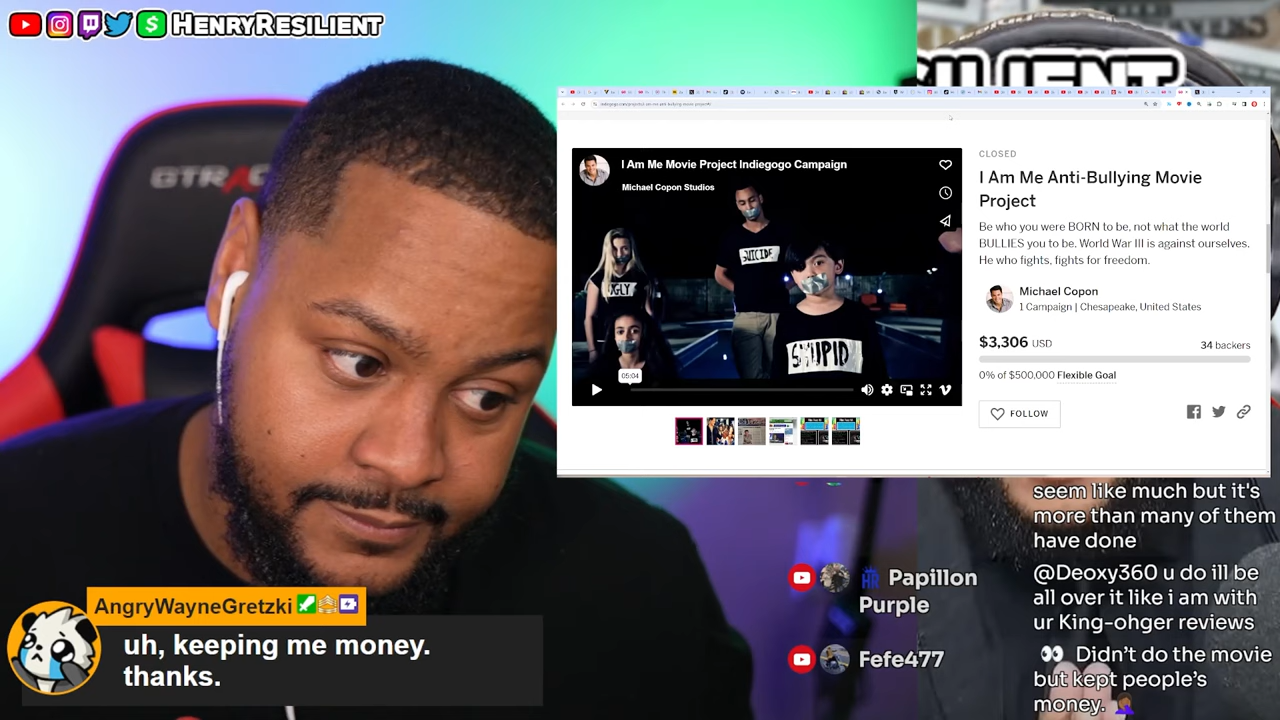 HENRYRESILIENT
GTRA
I Am Me Movie Project Indiegogo Campaign
Michael Copon Studios
UGLY
SUICIDE
STUPID
05:04
CLOSED
I Am Me Anti-Bullying Movie
Project
Be who you were BORN to be, not what the world
BULLIES you to be. World War III is against ourselves.
He who fights, fights for freedom.
Michael Copon
1 Campaign | Chesapeake, United States
$3,306 USD
34 backers
0% of $500,000 Flexible Goal
FOLLOW
AngryWayneGretzki
uh, keeping me money.
thanks.
Papillon
Purple
Fefe477
seem like much but it's
more than many of them
have done
@Deoxy360 u do ill be
all over it like i am with
ur King-ohger reviews
👀 Didn't do the movie
but kept people's
money. 🤦🏾‍♀️